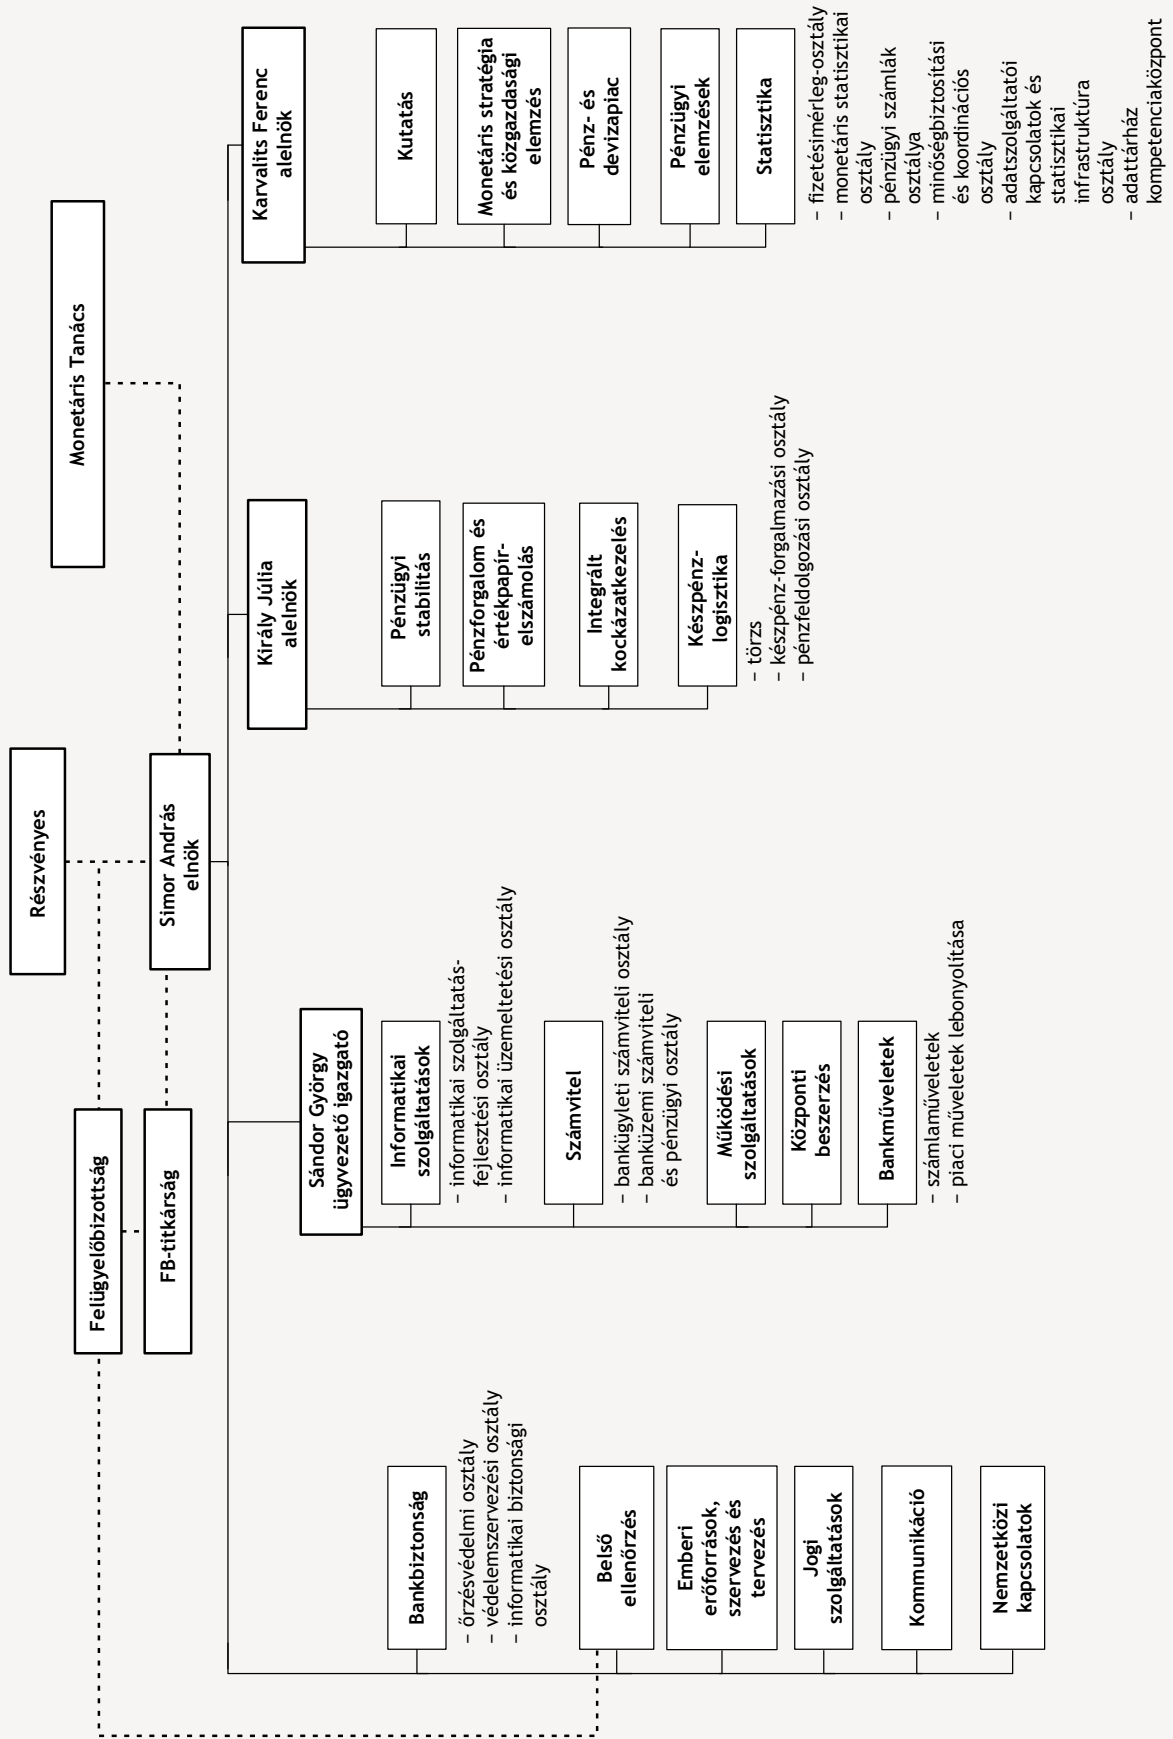 Részvényes
Monetáris Tanács
Felügyelőbizottság
FB-titkárság
Simor András
elnök
Bankbiztonság
– őrzésvédelmi osztály
– védelemszervezési osztály
– informatikai biztonsági
osztály
Belső
ellenőrzés
Emberi
erőforrások,
szervezés és
tervezés
Jogi
szolgáltatások
Kommunikáció
Nemzetközi
kapcsolatok
Sándor György
ügyvezető igazgató
Informatikai
szolgáltatások
– informatikai szolgáltatás-
fejlesztési osztály
– informatikai üzemeltetési osztály
Számvitel
– bankügyleti számviteli osztály
– banküzemi számviteli
és pénzügyi osztály
Működési
szolgáltatások
Központi
beszerzés
Bankműveletek
– számlaműveletek
– piaci műveletek lebonyolítása
Király Júlia
alelnök
Pénzügyi
stabilitás
Pénzforgalom és
értékpapír-
elszámolás
Integrált
kockázatkezelés
Készpénz-
logisztika
– törzs
– készpénz-forgalmazási osztály
– pénzfeldolgozási osztály
Karvalits Ferenc
alelnök
Kutatás
Monetáris stratégia
és közgazdasági
elemzés
Pénz- és
devizapiac
Pénzügyi
elemzések
Statisztika
– fizetésimérleg-osztály
– monetáris statisztikai
osztály
– pénzügyi számlák
osztálya
– minőségbiztosítási
és koordinációs
osztály
– adatszolgáltatói
kapcsolatok és
statisztikai
infrastruktúra
osztály
– adattárház
kompetenciaközpont